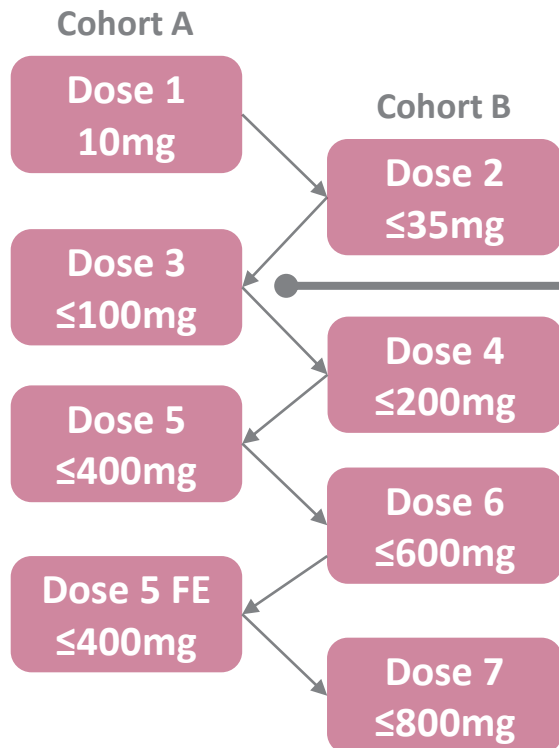 Cohort A
Dose 1
10mg
Cohort B
Dose 2
≤35mg
Dose 3
≤100mg
Dose 4
≤200mg
Dose 5
≤400mg
Dose 6
≤600mg
Dose 5 FE
≤400mg
Dose 7
≤800mg